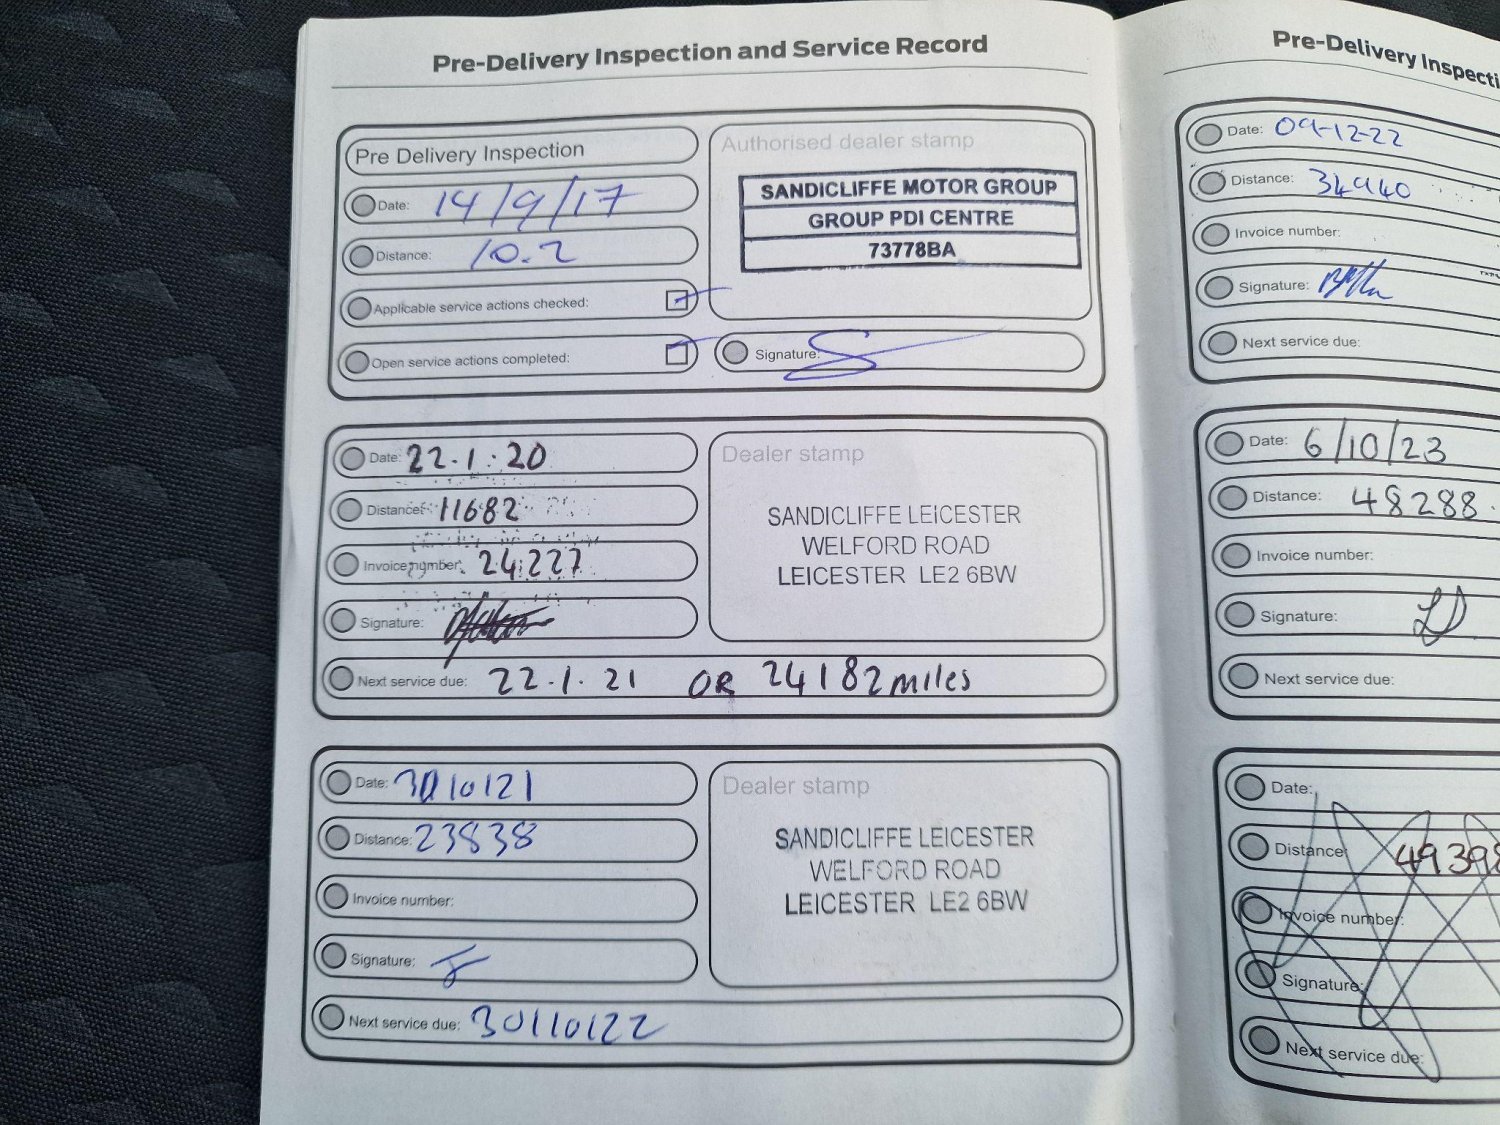 Pre-Delivery Inspection and Service Record
Pre Delivery Inspection
Date: 14/9/17
Distance: 10.2
Applicable service actions checked:
Open service actions completed:
Authorised dealer stamp
SANDICLIFFE MOTOR GROUP
GROUP PDI CENTRE
73778BA
Signature:
Date: 22.1.20
Distance: 11682
Invoice number: 24227
Signature:
Dealer stamp
SANDICLIFFE LEICESTER
WELFORD ROAD
LEICESTER LE2 6BW
Next service due: 22.1.21 OR 24182 miles
Date: 30/10/21
Distance: 23838
Invoice number:
Signature:
Dealer stamp
SANDICLIFFE LEICESTER
WELFORD ROAD
LEICESTER LE2 6BW
Next service due: 30/10/22
Pre-Delivery Inspecti
Date: 09-12-22
Distance: 34940
Invoice number:
Signature:
Next service due:
Date: 6/10/23
Distance: 48288
Invoice number:
Signature:
Next service due:
Date:
Distance: 49398
Invoice number:
Signature:
Next service due: